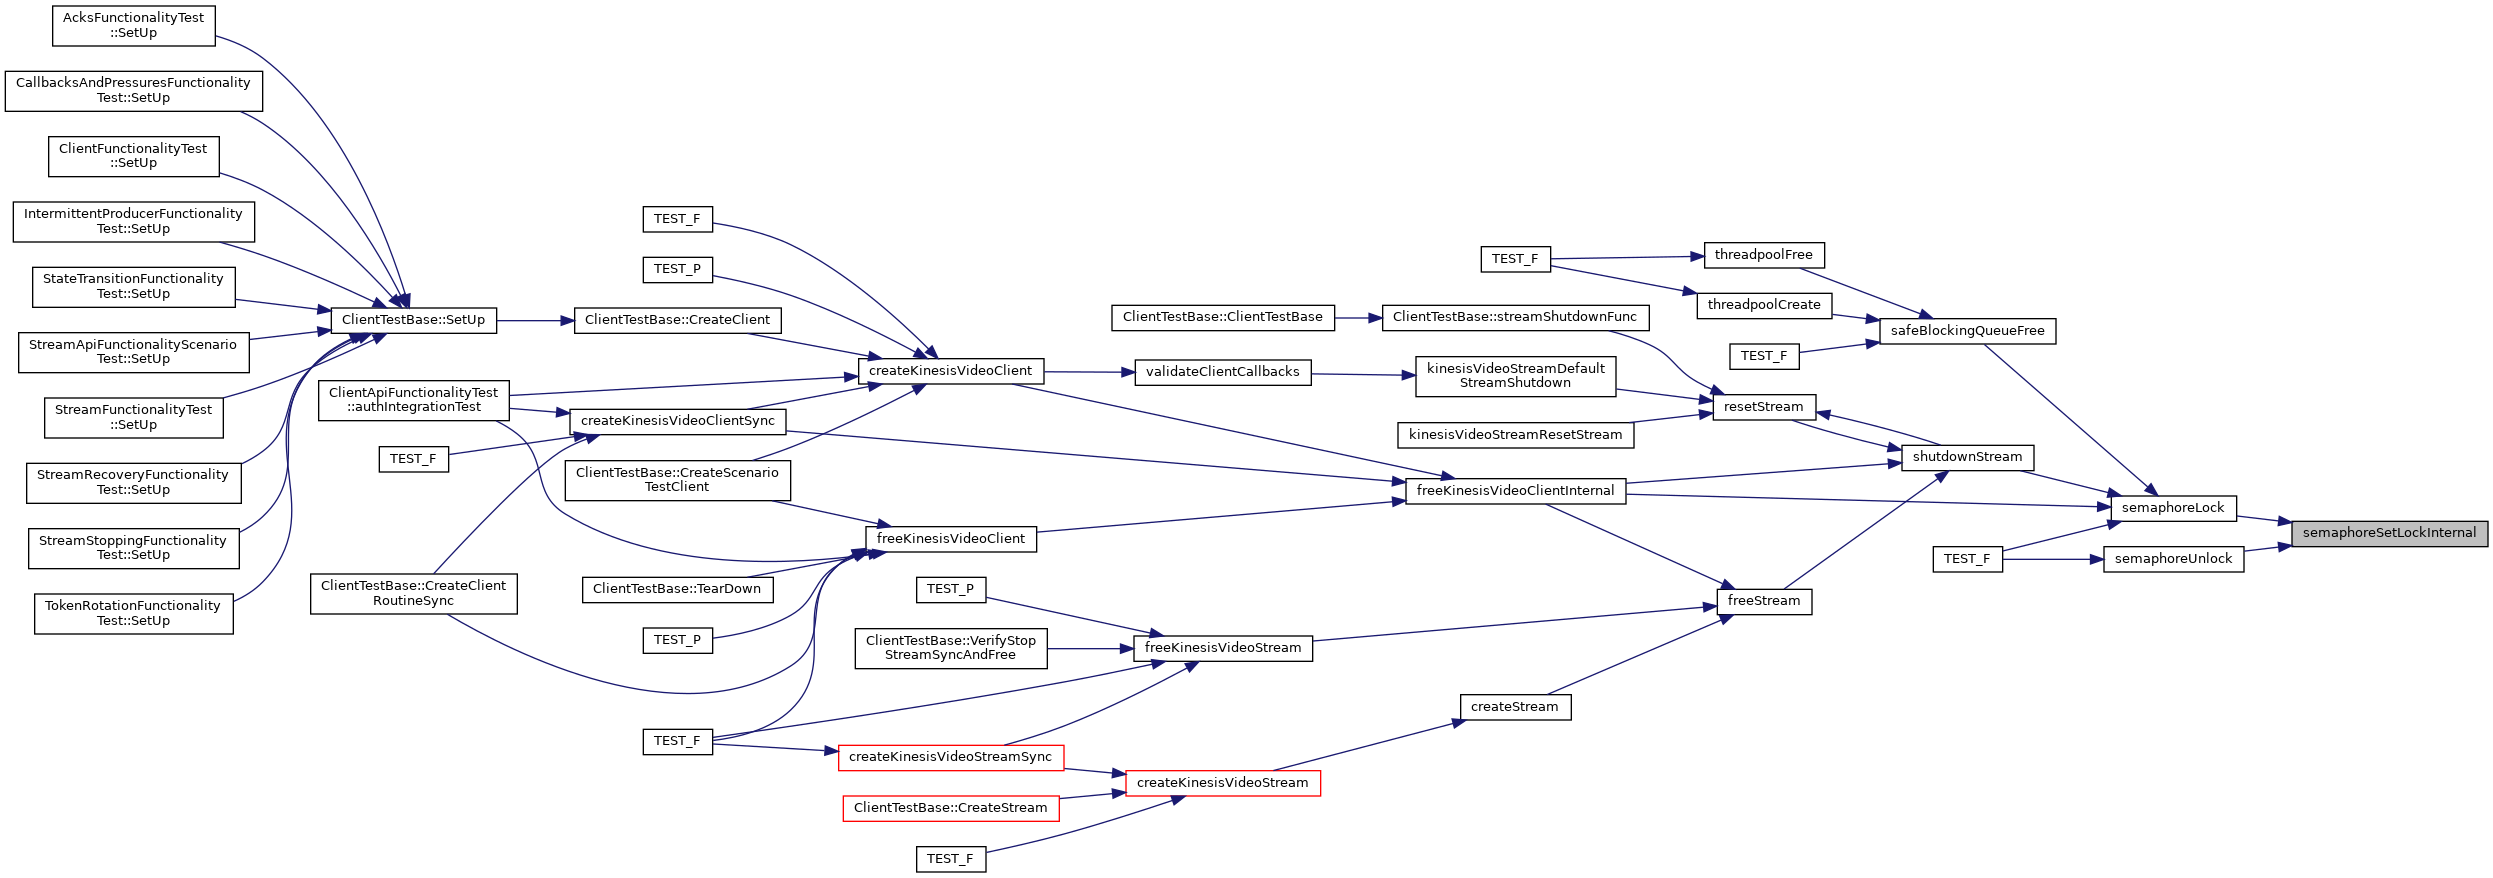 AcksFunctionalityTest
::SetUp
CallbacksAndPressuresFunctionality
Test::SetUp
ClientFunctionalityTest
::SetUp
IntermittentProducerFunctionality
Test::SetUp
StateTransitionFunctionality
Test::SetUp
StreamApiFunctionalityScenario
Test::SetUp
StreamFunctionalityTest
::SetUp
StreamRecoveryFunctionality
Test::SetUp
StreamStoppingFunctionality
Test::SetUp
TokenRotationFunctionality
Test::SetUp
ClientTestBase::SetUp
ClientApiFunctionalityTest
::authIntegrationTest
TEST_F
ClientTestBase::CreateClient
RoutineSync
TEST_F
TEST_P
ClientTestBase::CreateClient
createKinesisVideoClientSync
ClientTestBase::CreateScenario
TestClient
ClientTestBase::TearDown
TEST_P
TEST_F
createKinesisVideoClient
freeKinesisVideoClient
TEST_P
ClientTestBase::VerifyStop
StreamSyncAndFree
createKinesisVideoStreamSync
ClientTestBase::CreateStream
TEST_F
ClientTestBase::ClientTestBase
validateClientCallbacks
freeKinesisVideoStream
createKinesisVideoStream
TEST_F
ClientTestBase::streamShutdownFunc
kinesisVideoStreamDefault
StreamShutdown
kinesisVideoStreamResetStream
freeKinesisVideoClientInternal
createStream
threadpoolFree
threadpoolCreate
TEST_F
resetStream
freeStream
safeBlockingQueueFree
shutdownStream
TEST_F
semaphoreLock
semaphoreUnlock
semaphoreSetLockInternal